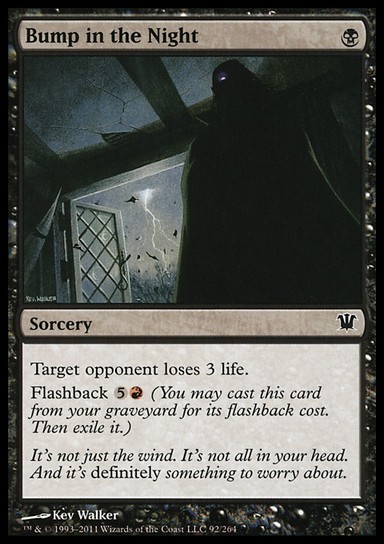 Bump in the Night
KEV WALKER
Sorcery
Target opponent loses 3 life.
Flashback 5 (You may cast this card
from your graveyard for its flashback cost.
Then exile it.)
It's not just the wind. It's not all in your head.
And it's definitely something to worry about.
Kev Walker
™ & © 1993–2011 Wizards of the Coast LLC 92/264